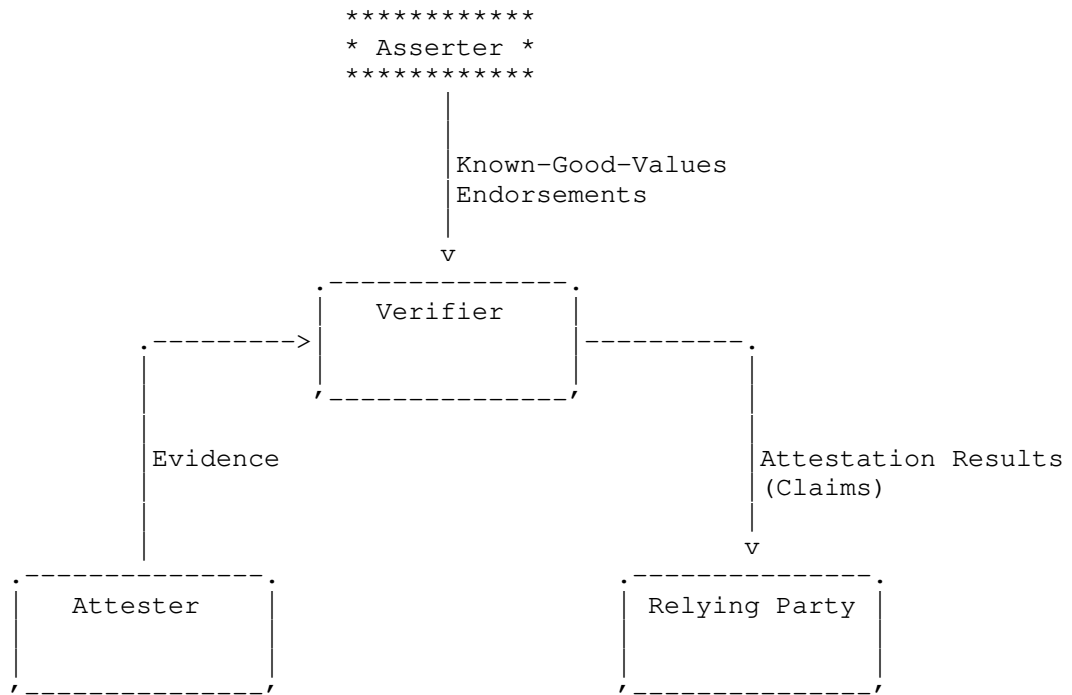 ************
* Asserter *
************
Known-Good-Values
Endorsements
Verifier
Evidence
Attestation Results
(Claims)
Attester
Relying Party